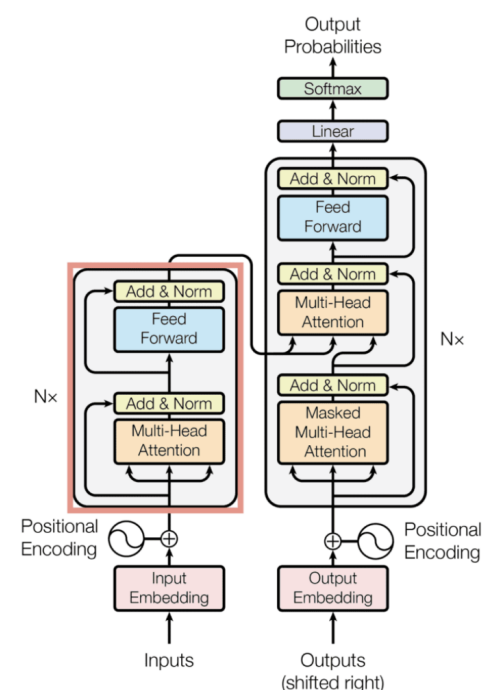 Output
Probabilities
Softmax
Linear
Add & Norm
Feed
Forward
Add & Norm
Multi-Head
Attention
Nx
Add & Norm
Masked
Multi-Head
Attention
Add & Norm
Feed
Forward
Nx
Add & Norm
Multi-Head
Attention
Positional
Encoding
Positional
Encoding
Input
Embedding
Output
Embedding
Inputs
Outputs
(shifted right)